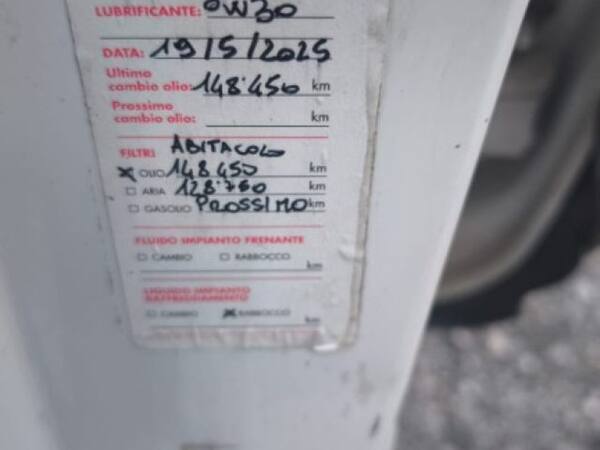 LUBRIFICANTE: 0W30
DATA: 19/5/2025
Ultimo
cambio olio: 148.450 km
Prossimo
cambio olio: km
FILTRI ABITACOLO
OLIO 148450 km
ARIA 128.760 km
GASOLIO PROSSIMO km
FLUIDO IMPIANTO FRENANTE
CAMBIO RABBOCCO
km
LIQUIDO IMPIANTO
RAFFREDDAMENTO
CAMBIO RABBOCCO
km